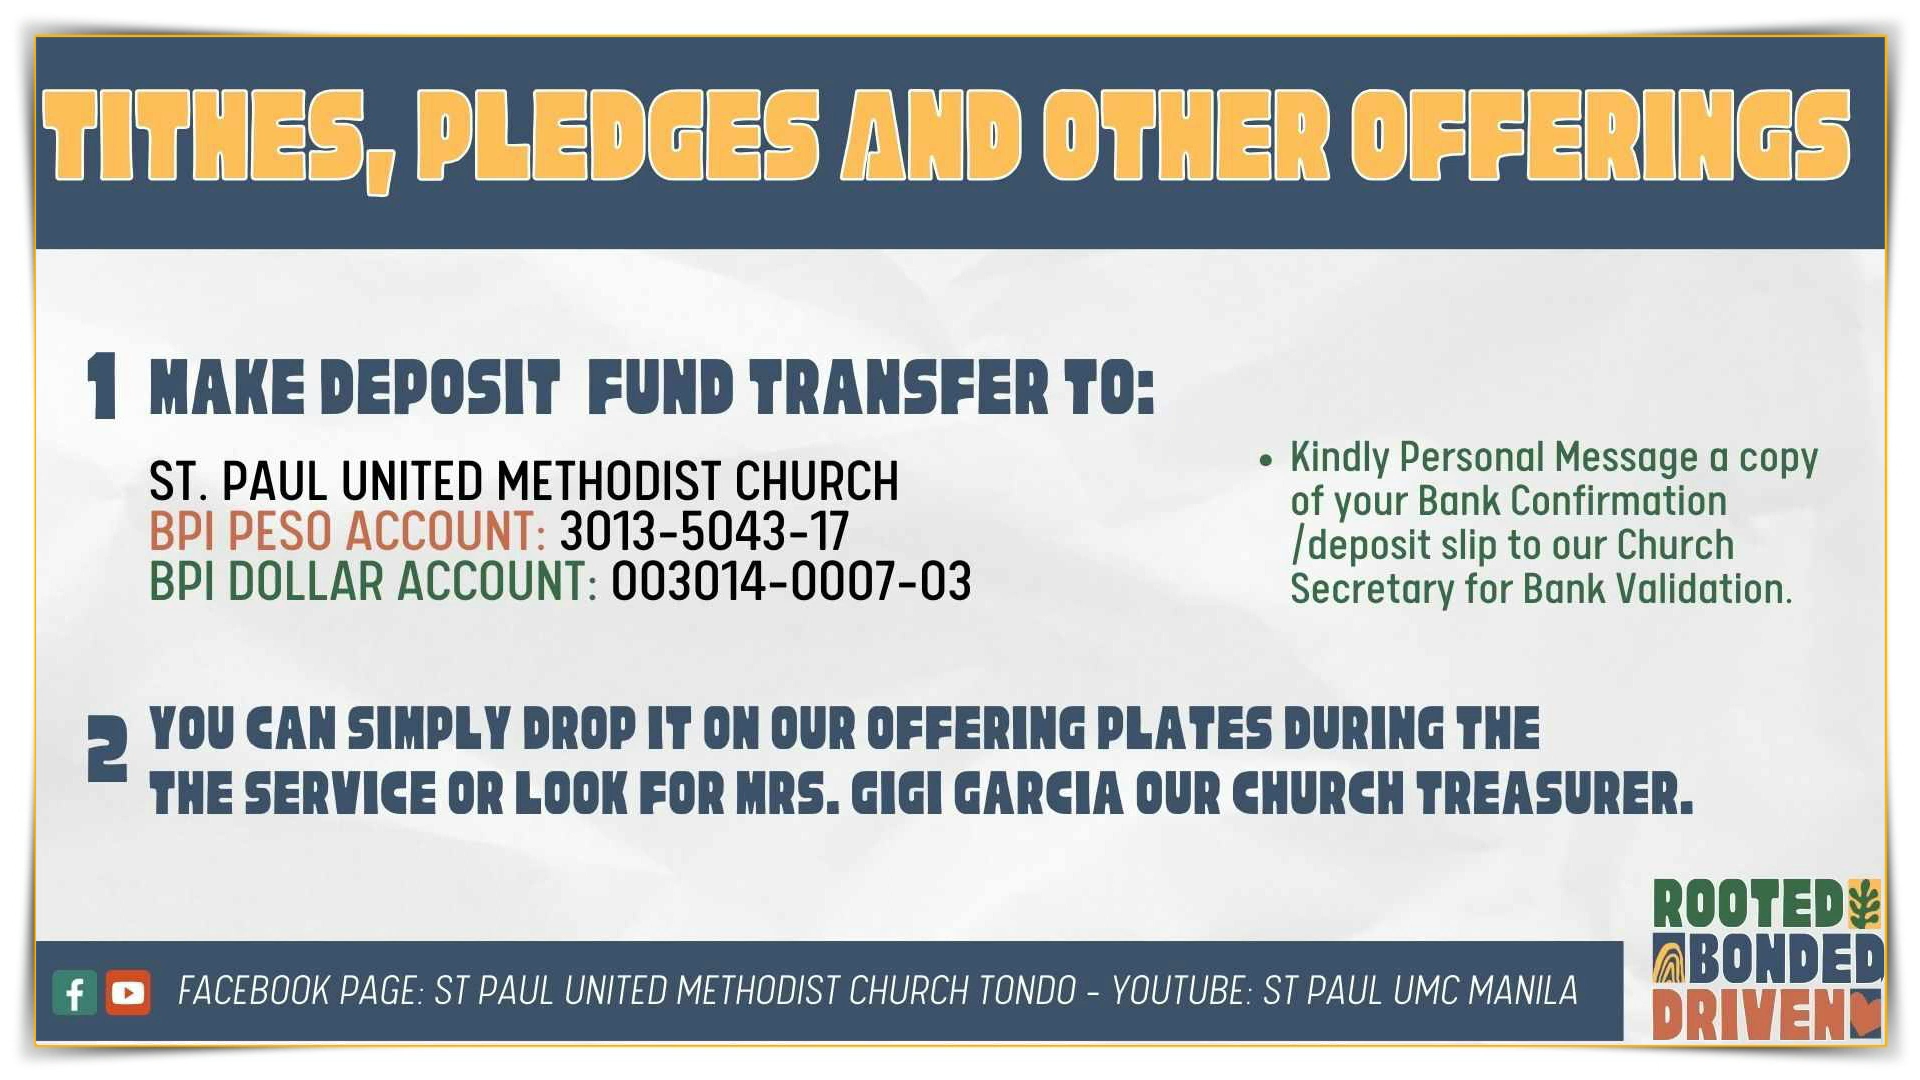 TITHES, PLEDGES AND OTHER OFFERINGS
1 MAKE DEPOSIT FUND TRANSFER TO:
ST. PAUL UNITED METHODIST CHURCH
BPI PESO ACCOUNT: 3013-5043-17
BPI DOLLAR ACCOUNT: 003014-0007-03
• Kindly Personal Message a copy
of your Bank Confirmation
/deposit slip to our Church
Secretary for Bank Validation.
2 YOU CAN SIMPLY DROP IT ON OUR OFFERING PLATES DURING THE
THE SERVICE OR LOOK FOR MRS. GIGI GARCIA OUR CHURCH TREASURER.
FACEBOOK PAGE: ST PAUL UNITED METHODIST CHURCH TONDO - YOUTUBE: ST PAUL UMC MANILA
ROOTED
BONDED
DRIVEN